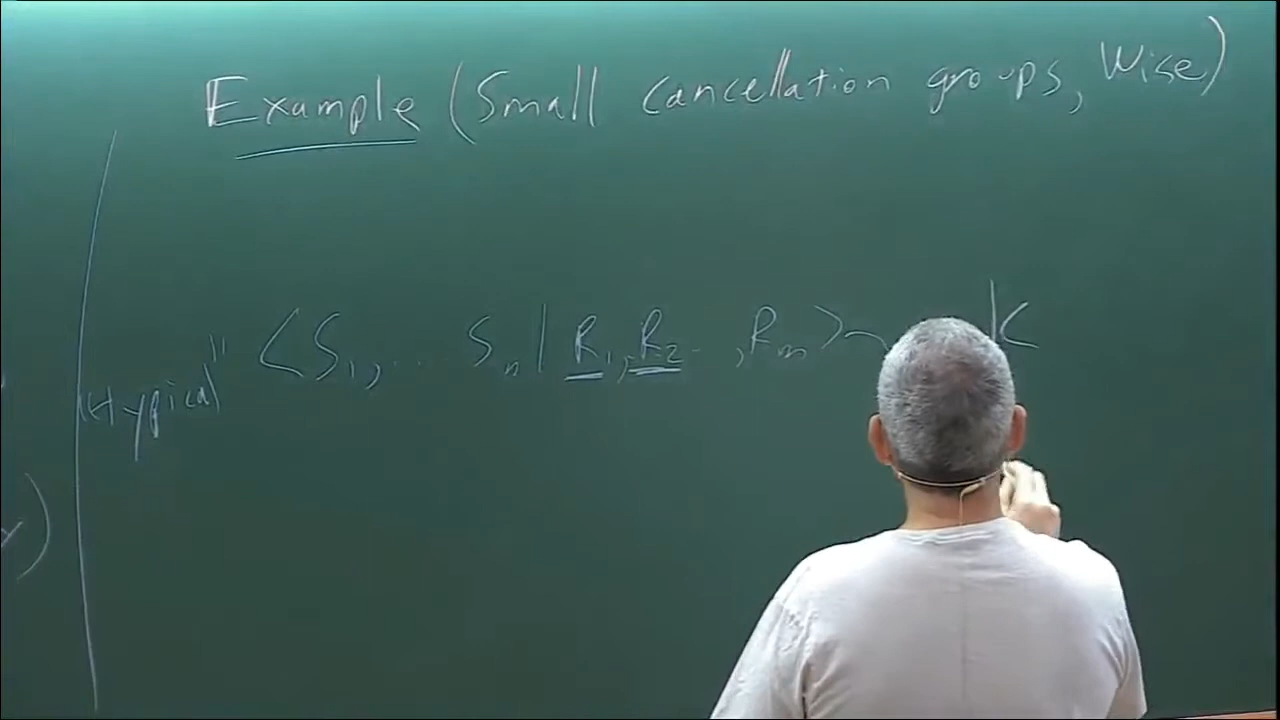 Example (Small cancellation groups, Wise)
"typical" <S1, ... Sn | R1, R2 - , Rm> ~ K